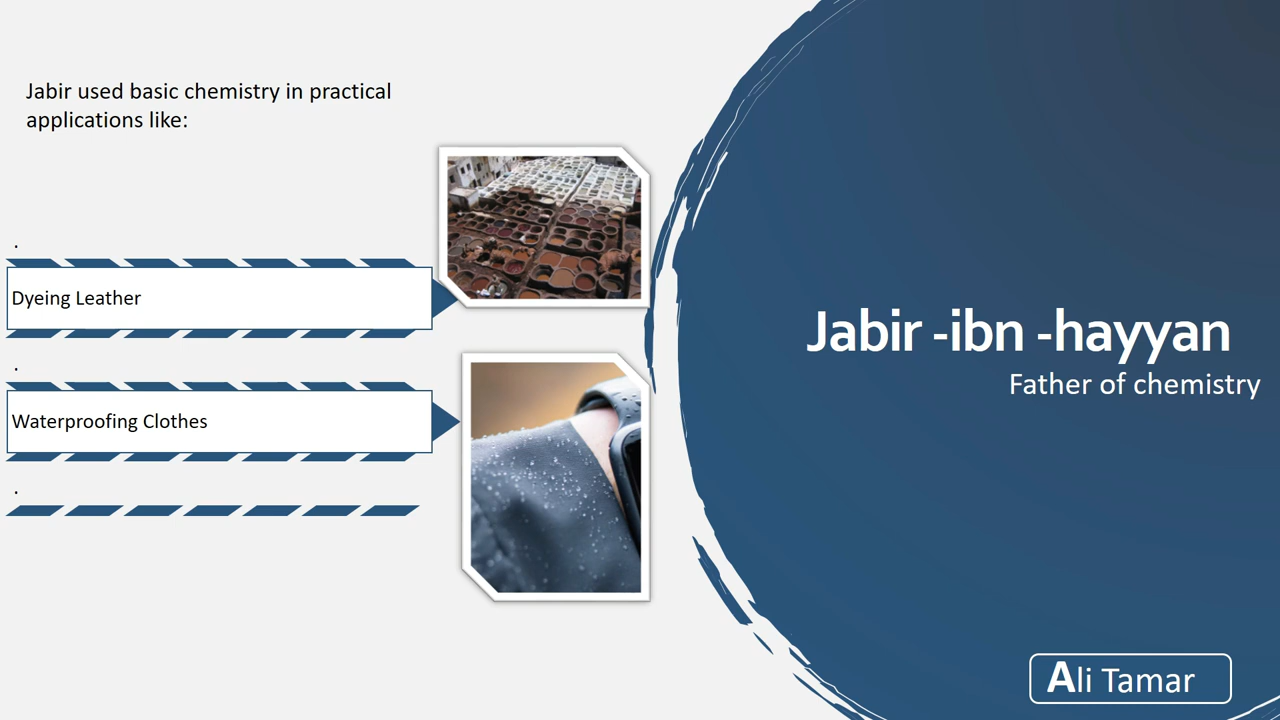 Jabir used basic chemistry in practical
applications like:
.
Dyeing Leather
.
Waterproofing Clothes
.
Jabir -ibn -hayyan
Father of chemistry
Ali Tamar